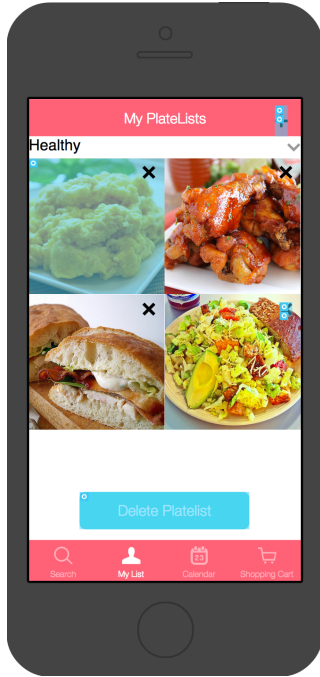 My PlateLists
Healthy
Delete Platelist
23
Search
My List
Calendar
Shopping Cart